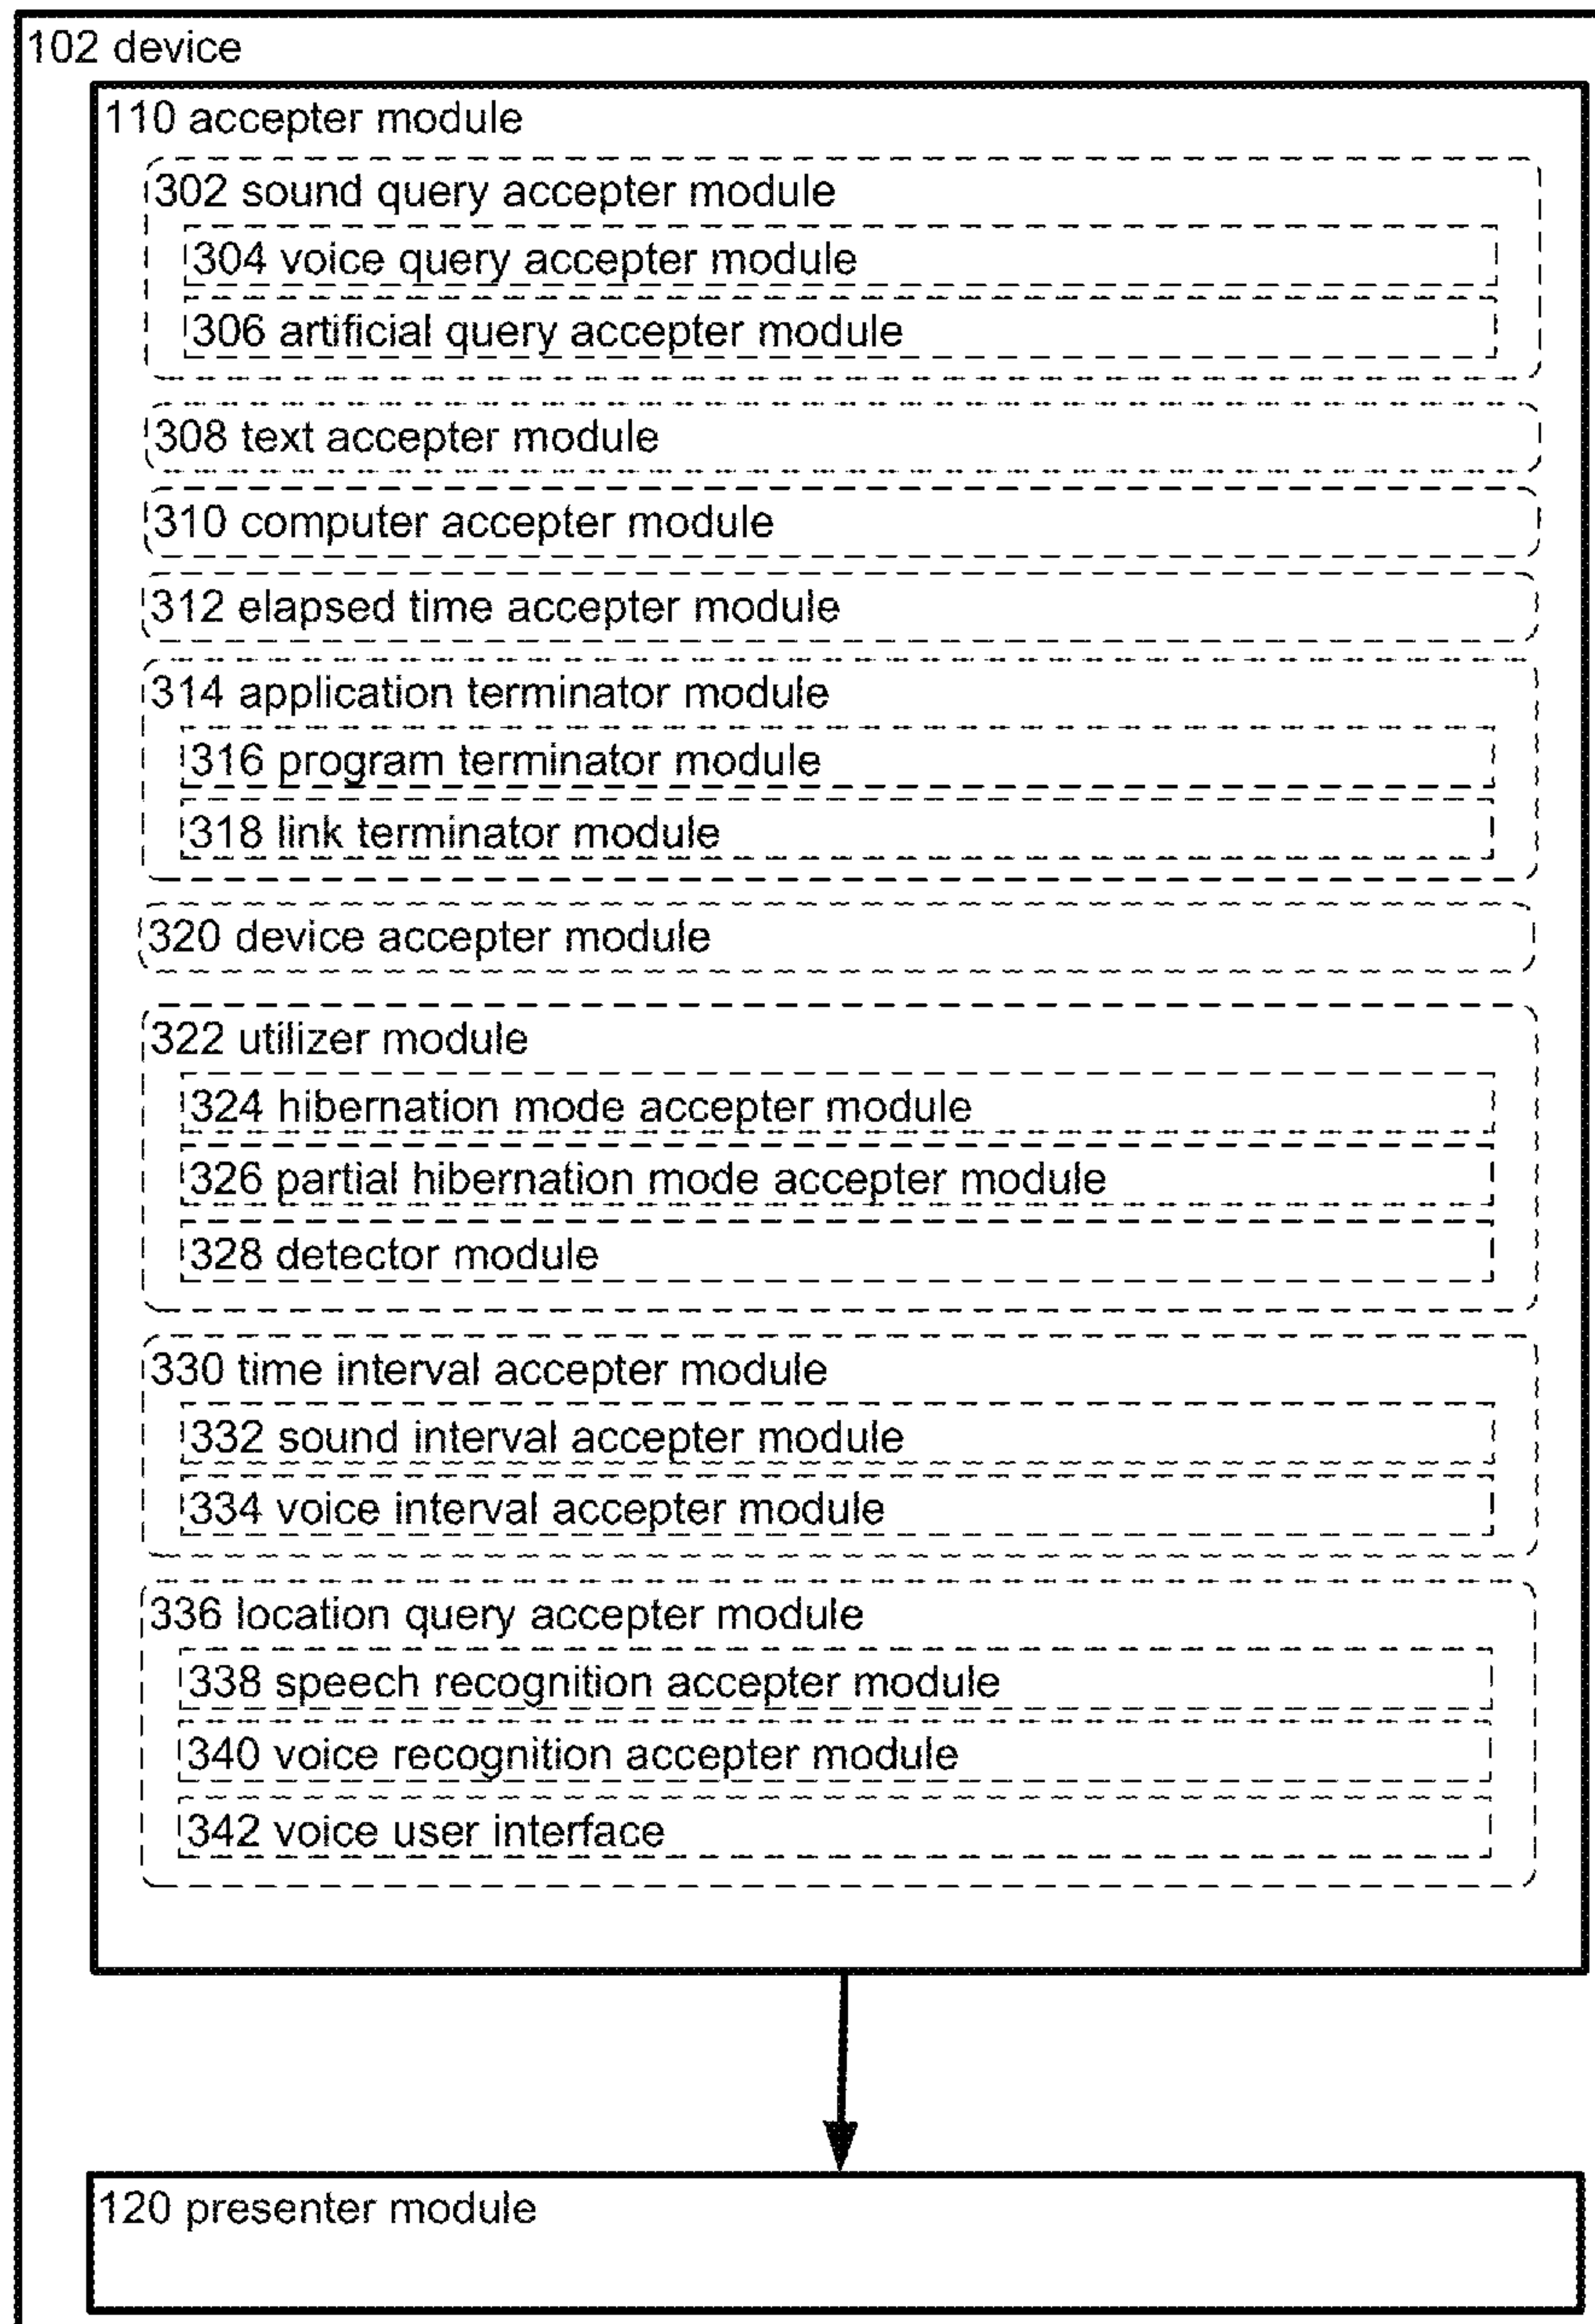 102 device
110 accepter module
302 sound query accepter module
304 voice query accepter module
306 artificial query accepter module
308 text accepter module
310 computer accepter module
312 elapsed time accepter module
314 application terminator module
316 program terminator module
318 link terminator module
320 device accepter module
322 utilizer module
324 hibernation mode accepter module
326 partial hibernation mode accepter module
328 detector module
330 time interval accepter module
332 sound interval accepter module
334 voice interval accepter module
336 location query accepter module
338 speech recognition accepter module
340 voice recognition accepter module
342 voice user interface
120 presenter module